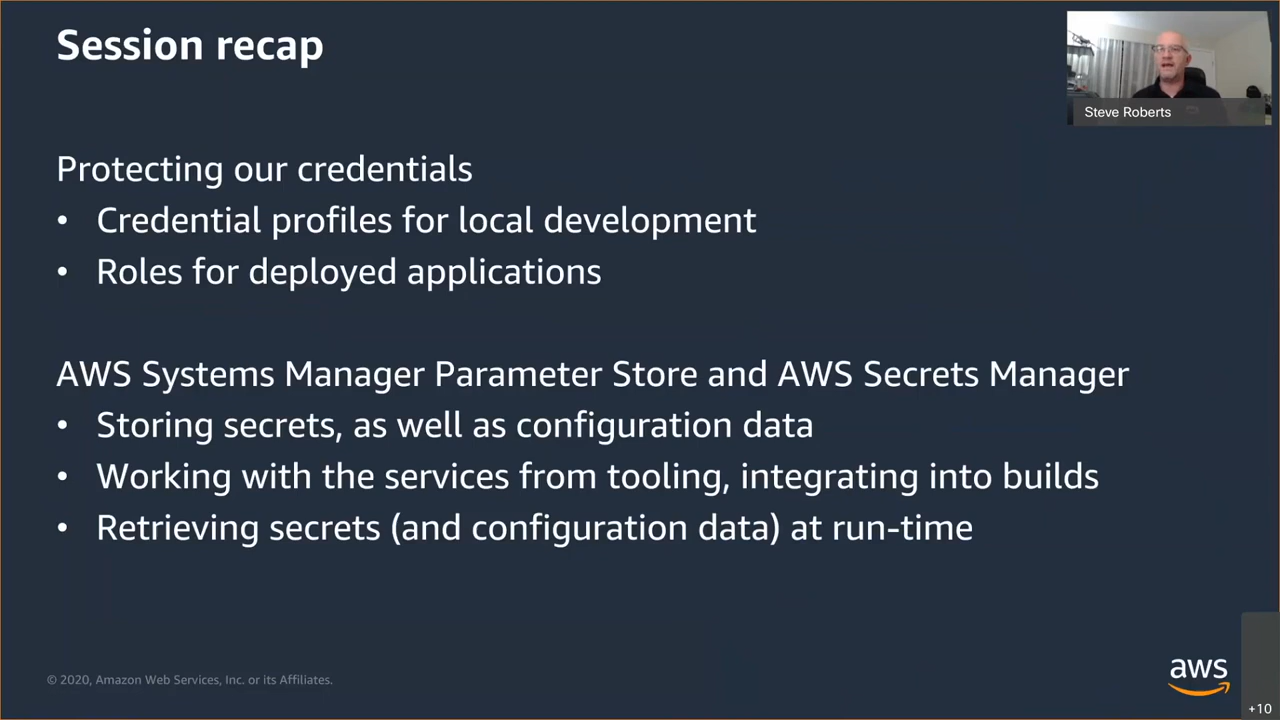 Session recap
Steve Roberts
Protecting our credentials
• Credential profiles for local development
• Roles for deployed applications
AWS Systems Manager Parameter Store and AWS Secrets Manager
• Storing secrets, as well as configuration data
• Working with the services from tooling, integrating into builds
• Retrieving secrets (and configuration data) at run-time
© 2020, Amazon Web Services, Inc. or its Affiliates.
aws
+10